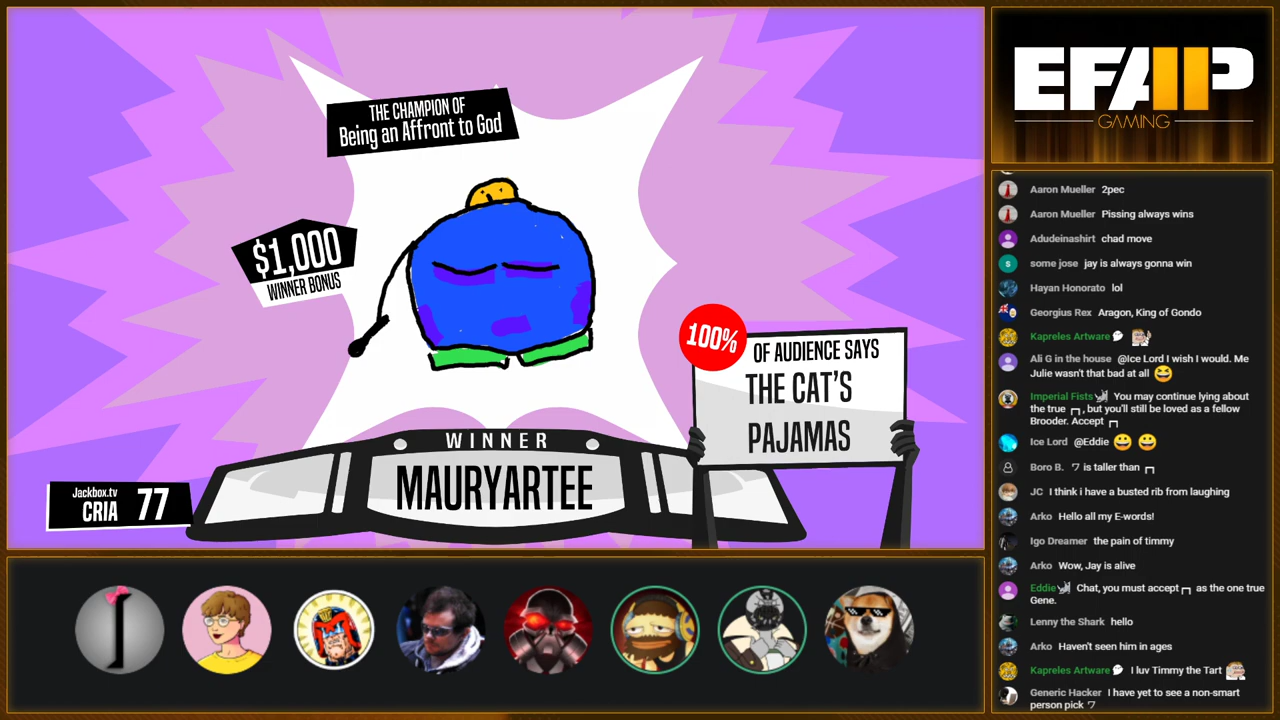 THE CHAMPION OF
Being an Affront to God
$1,000
WINNER BONUS
100%
OF AUDIENCE SAYS
THE CAT'S
PAJAMAS
WINNER
MAURYARTEE
Jackbox.tv
CRIA 77
EFAP
GAMING
Aaron Mueller 2pec
Aaron Mueller Pissing always wins
Adudeinashirt chad move
some jose jay is always gonna win
Hayan Honorato lol
Georgius Rex Aragon, King of Gondo
Kapreles Artware
Ali G in the house @Ice Lord I wish I would. Me
Julie wasn't that bad at all
Imperial Fists You may continue lying about
the true ┌╖, but you'll still be loved as a fellow
Brooder. Accept ┌╖
Ice Lord @Eddie
Boro B. ワ is taller than ┌╖
JC I think i have a busted rib from laughing
Arko Hello all my E-words!
Igo Dreamer the pain of timmy
Arko Wow, Jay is alive
Eddie Chat, you must accept ┌╖ as the one true
Gene.
Lenny the Shark hello
Arko Haven't seen him in ages
Kapreles Artware I luv Timmy the Tart
Generic Hacker I have yet to see a non-smart
person pick ワ